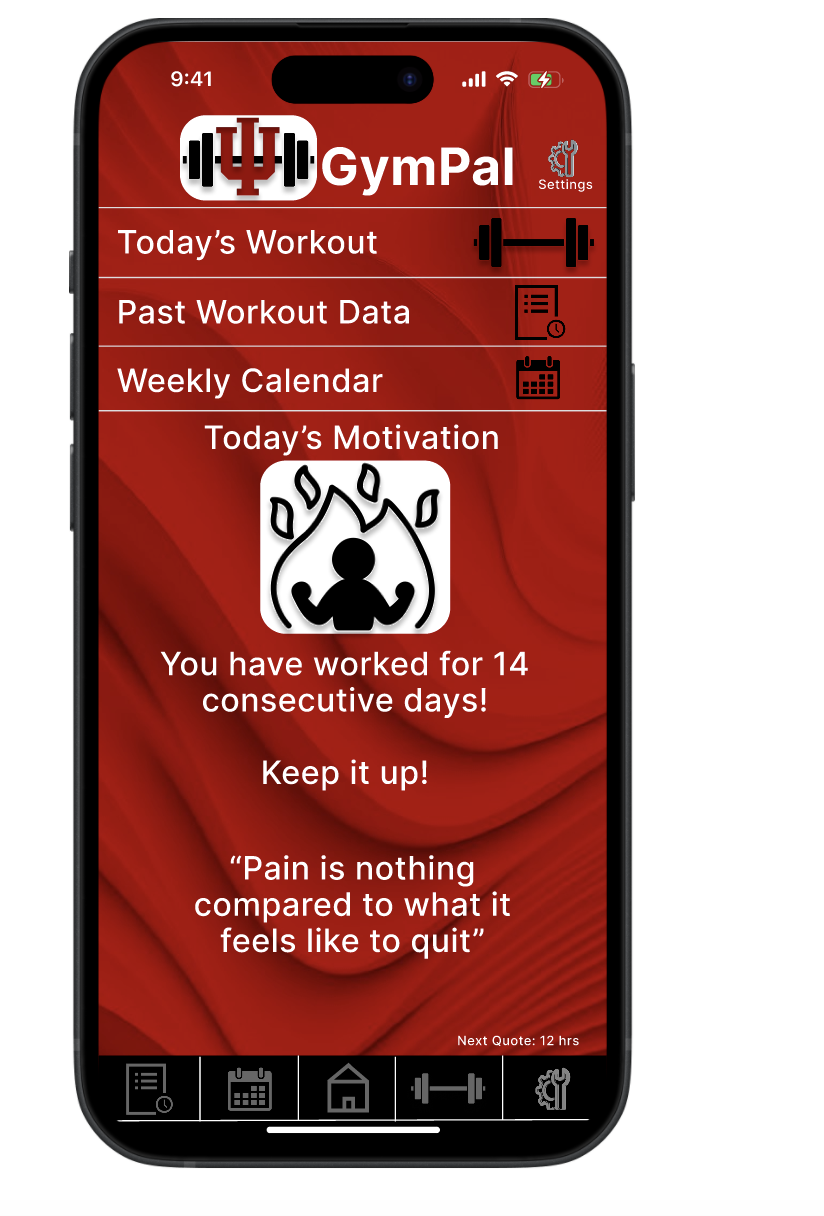 9:41
GymPal
Settings
Today’s Workout
Past Workout Data
Weekly Calendar
Today’s Motivation
You have worked for 14
consecutive days!
Keep it up!
“Pain is nothing
compared to what it
feels like to quit”
Next Quote: 12 hrs